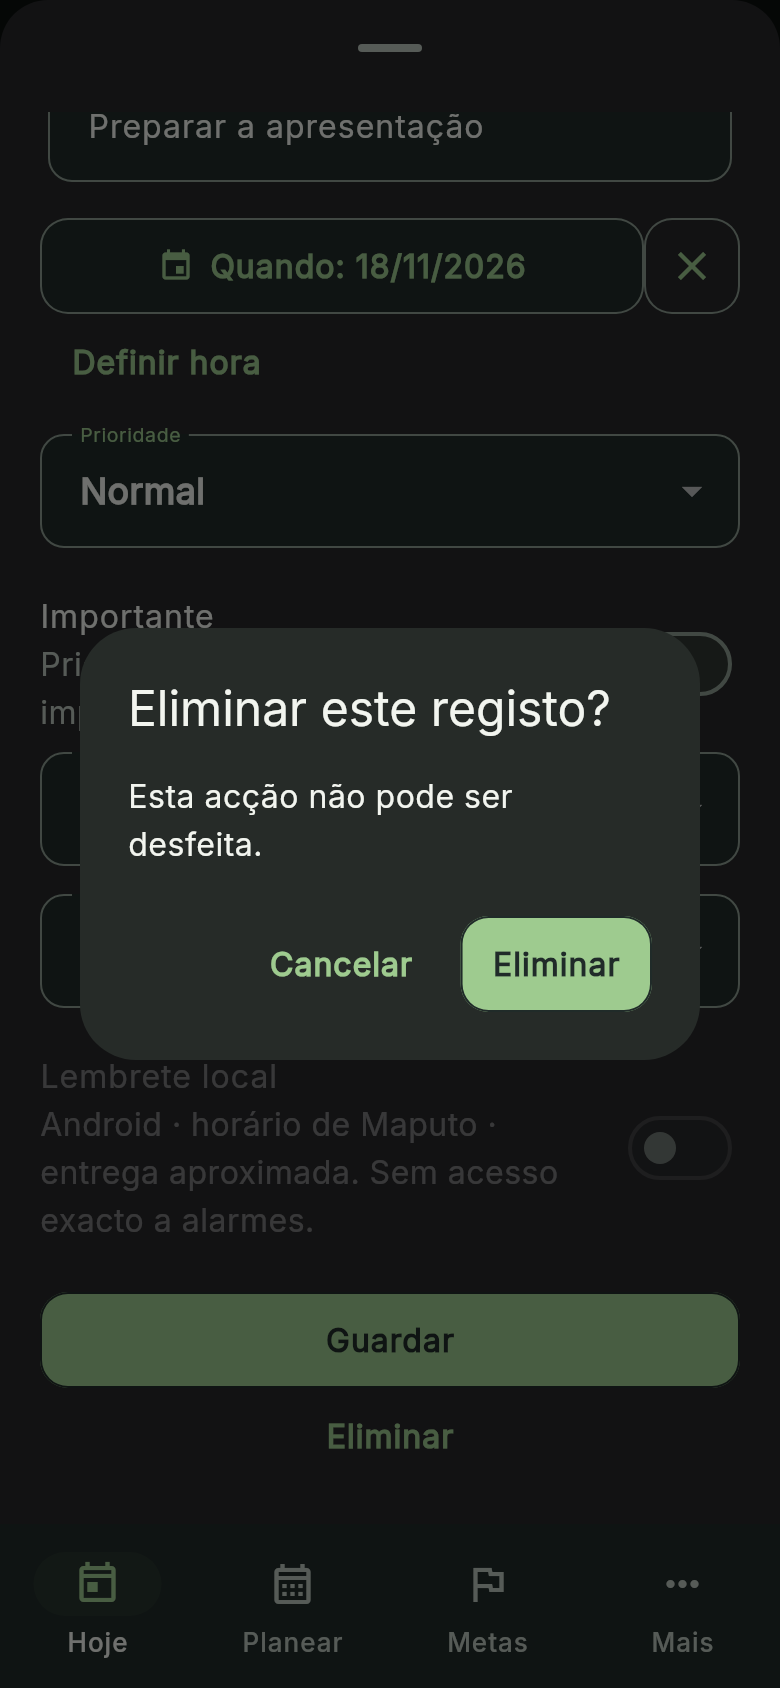 Preparar a apresentação
Quando: 18/11/2026
Definir hora
Prioridade
Normal
Importante
Eliminar este registo?
Esta acção não pode ser
desfeita.
Cancelar
Eliminar
Lembrete local
Android · horário de Maputo ·
entrega aproximada. Sem acesso
exacto a alarmes.
Guardar
Eliminar
Hoje
Planear
Metas
Mais